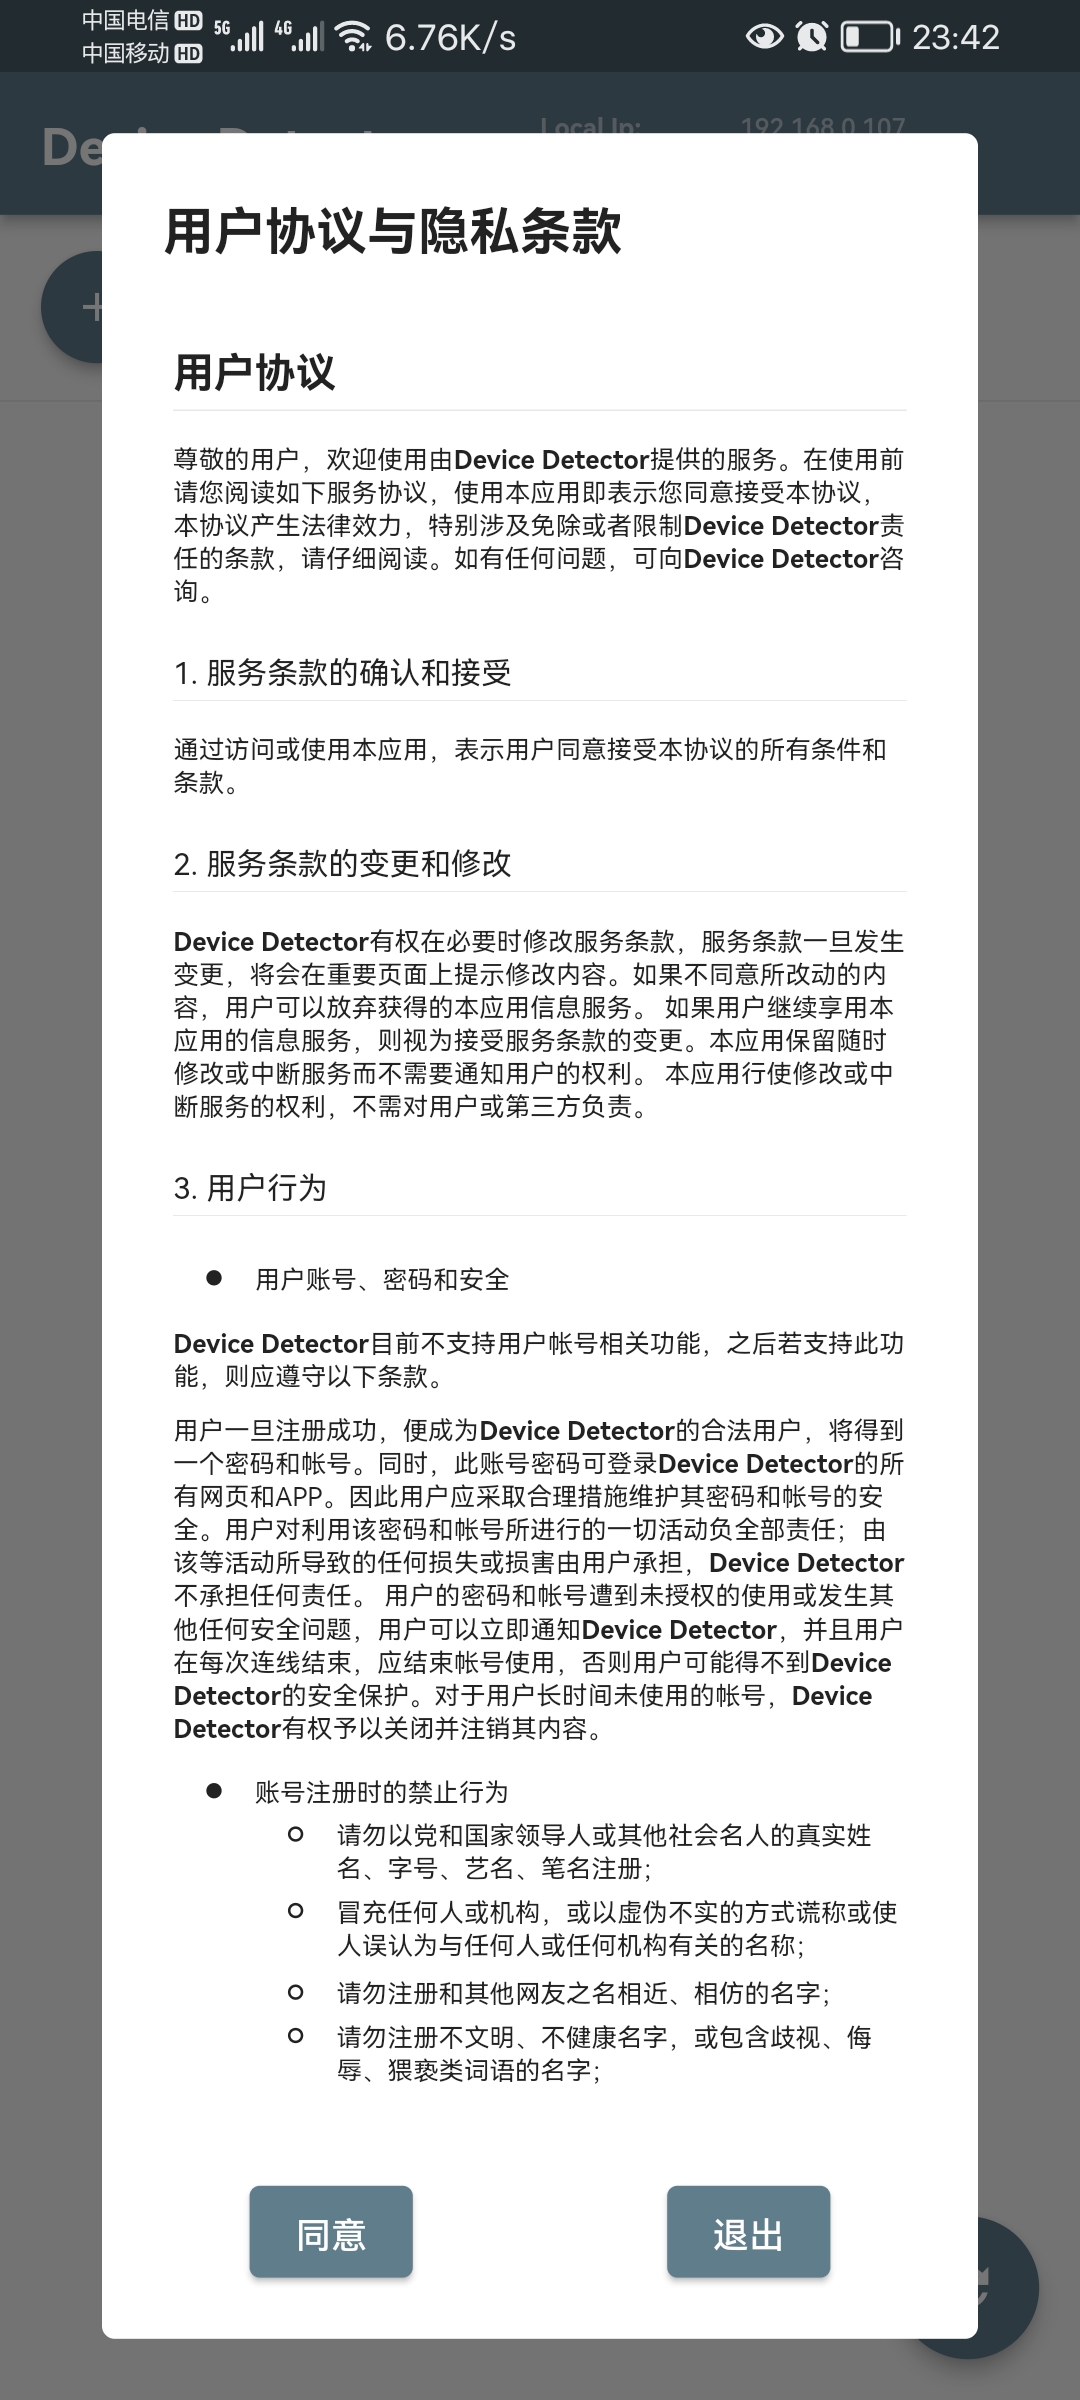 中国电信 HD 5G 4G 6.76K/s 23:42
中国移动 HD
Local Ip: 192.168.0.107
用户协议与隐私条款
用户协议
尊敬的用户，欢迎使用由Device Detector提供的服务。在使用前
请您阅读如下服务协议，使用本应用即表示您同意接受本协议，
本协议产生法律效力，特别涉及免除或者限制Device Detector责
任的条款，请仔细阅读。如有任何问题，可向Device Detector咨
询。
1. 服务条款的确认和接受
通过访问或使用本应用，表示用户同意接受本协议的所有条件和
条款。
2. 服务条款的变更和修改
Device Detector有权在必要时修改服务条款，服务条款一旦发生
变更，将会在重要页面上提示修改内容。如果不同意所改动的内
容，用户可以放弃获得的本应用信息服务。 如果用户继续享用本
应用的信息服务，则视为接受服务条款的变更。本应用保留随时
修改或中断服务而不需要通知用户的权利。 本应用行使修改或中
断服务的权利，不需对用户或第三方负责。
3. 用户行为
● 用户账号、密码和安全
Device Detector目前不支持用户帐号相关功能，之后若支持此功
能，则应遵守以下条款。
用户一旦注册成功，便成为Device Detector的合法用户，将得到
一个密码和帐号。同时，此账号密码可登录Device Detector的所
有网页和APP。因此用户应采取合理措施维护其密码和帐号的安
全。用户对利用该密码和帐号所进行的一切活动负全部责任；由
该等活动所导致的任何损失或损害由用户承担，Device Detector
不承担任何责任。 用户的密码和帐号遭到未授权的使用或发生其
他任何安全问题，用户可以立即通知Device Detector，并且用户
在每次连线结束，应结束帐号使用，否则用户可能得不到Device
Detector的安全保护。对于用户长时间未使用的帐号，Device
Detector有权予以关闭并注销其内容。
● 账号注册时的禁止行为
○ 请勿以党和国家领导人或其他社会名人的真实姓
名、字号、艺名、笔名注册；
○ 冒充任何人或机构，或以虚伪不实的方式谎称或使
人误认为与任何人或任何机构有关的名称；
○ 请勿注册和其他网友之名相近、相仿的名字；
○ 请勿注册不文明、不健康名字，或包含歧视、侮
辱、猥亵类词语的名字；
同意 退出